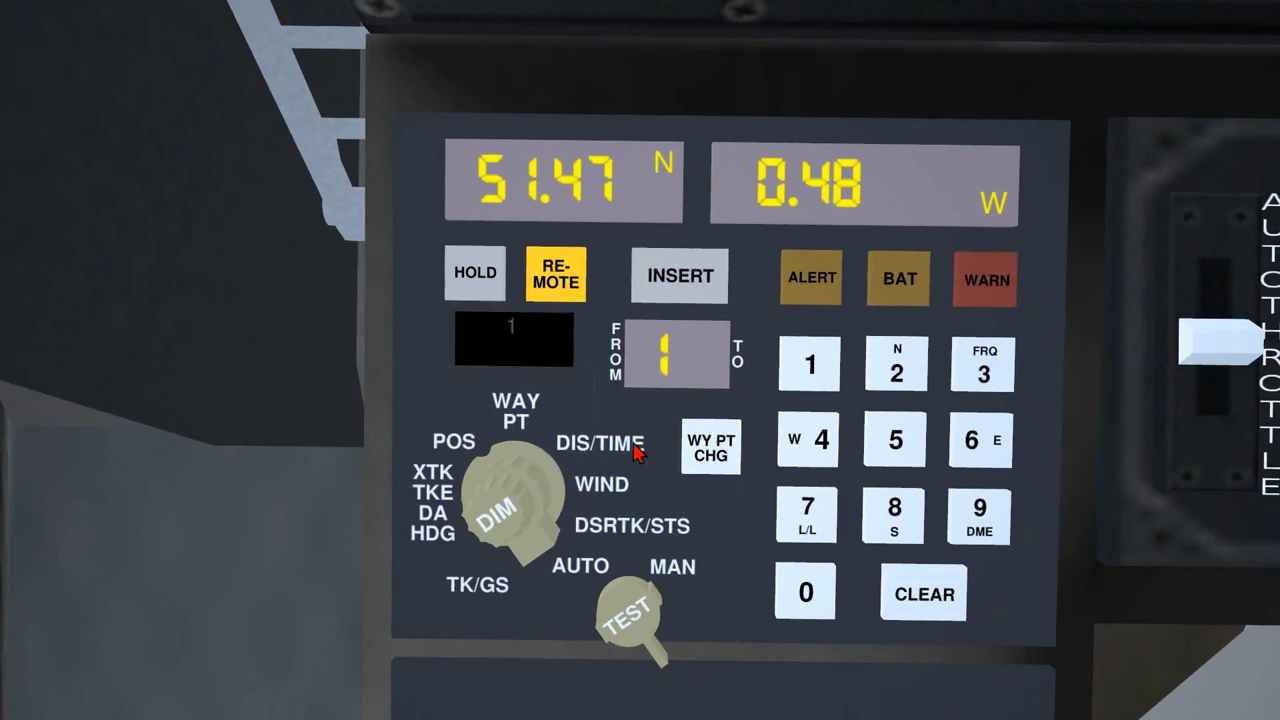 51.47 N
0.48 W
HOLD
RE-
MOTE
INSERT
ALERT
BAT
WARN
1
FROM
1
TO
1
N
2
FRQ
3
WAY
PT
POS
DIS/TIME
WY PT
CHG
W 4
5
6 E
XTK
TKE
DA
HDG
DIM
WIND
DSRTK/STS
7
L/L
8
S
9
DME
TK/GS
AUTO
MAN
TEST
0
CLEAR
AUTOTHROTTLE